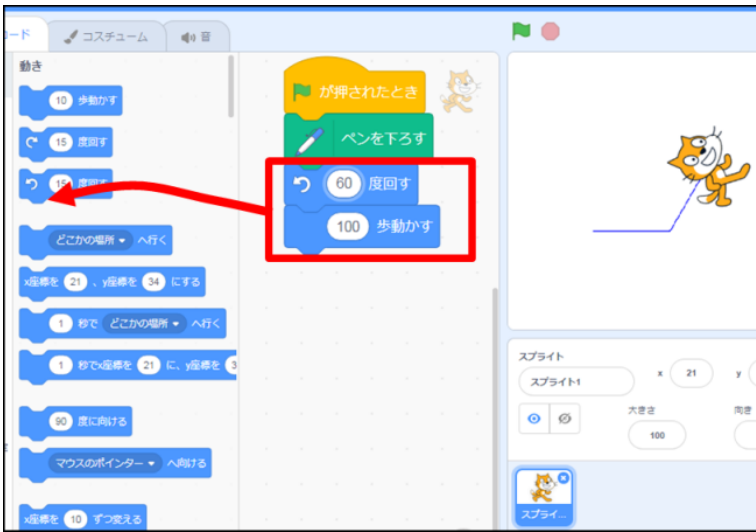 コード
コスチューム
音
動き
10 歩動かす
15 度回す
15 度回す
どこかの場所 へ行く
x座標を 21 、y座標を 34 にする
1 秒で どこかの場所 へ行く
1 秒でx座標を 21 に、y座標を 3
90 度に向ける
マウスのポインター へ向ける
x座標を 10 ずつ変える
が押されたとき
ペンを下ろす
60 度回す
100 歩動かす
スプライト
スプライト1
x 21 y
大きさ
向き
100
スプライ...